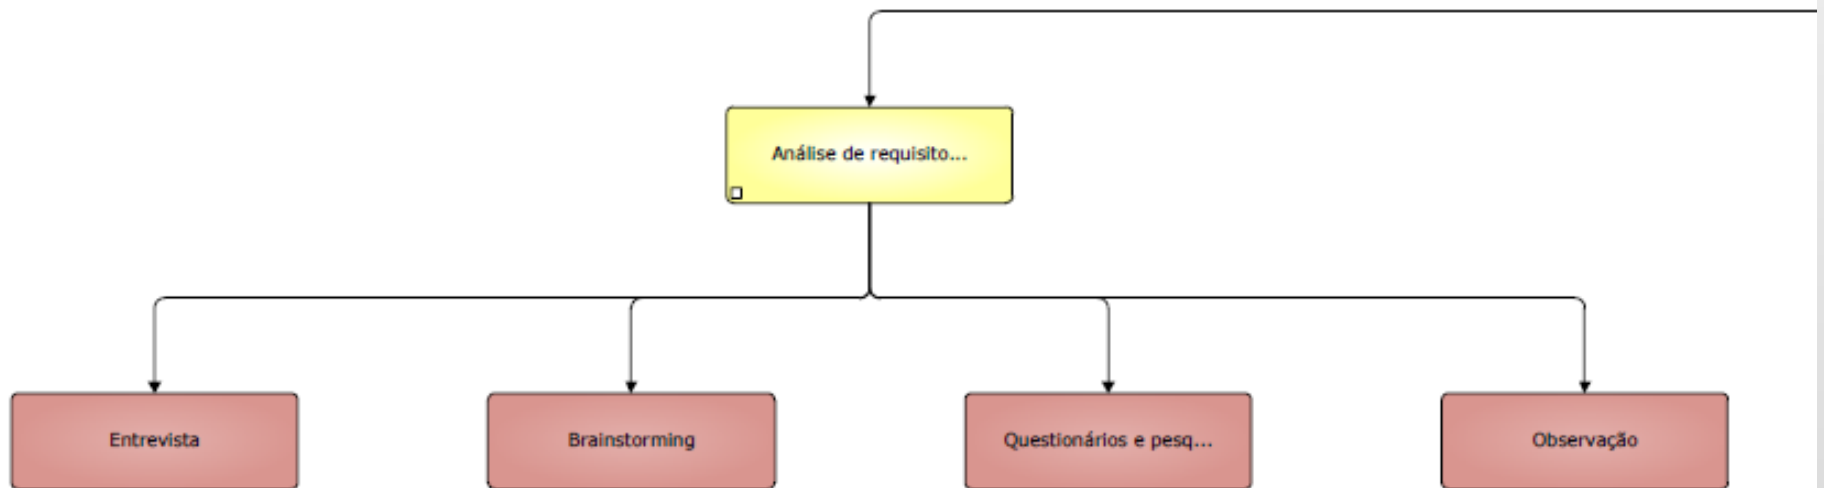 Análise de requisito...
Entrevista
Brainstorming
Questionários e pesq...
Observação